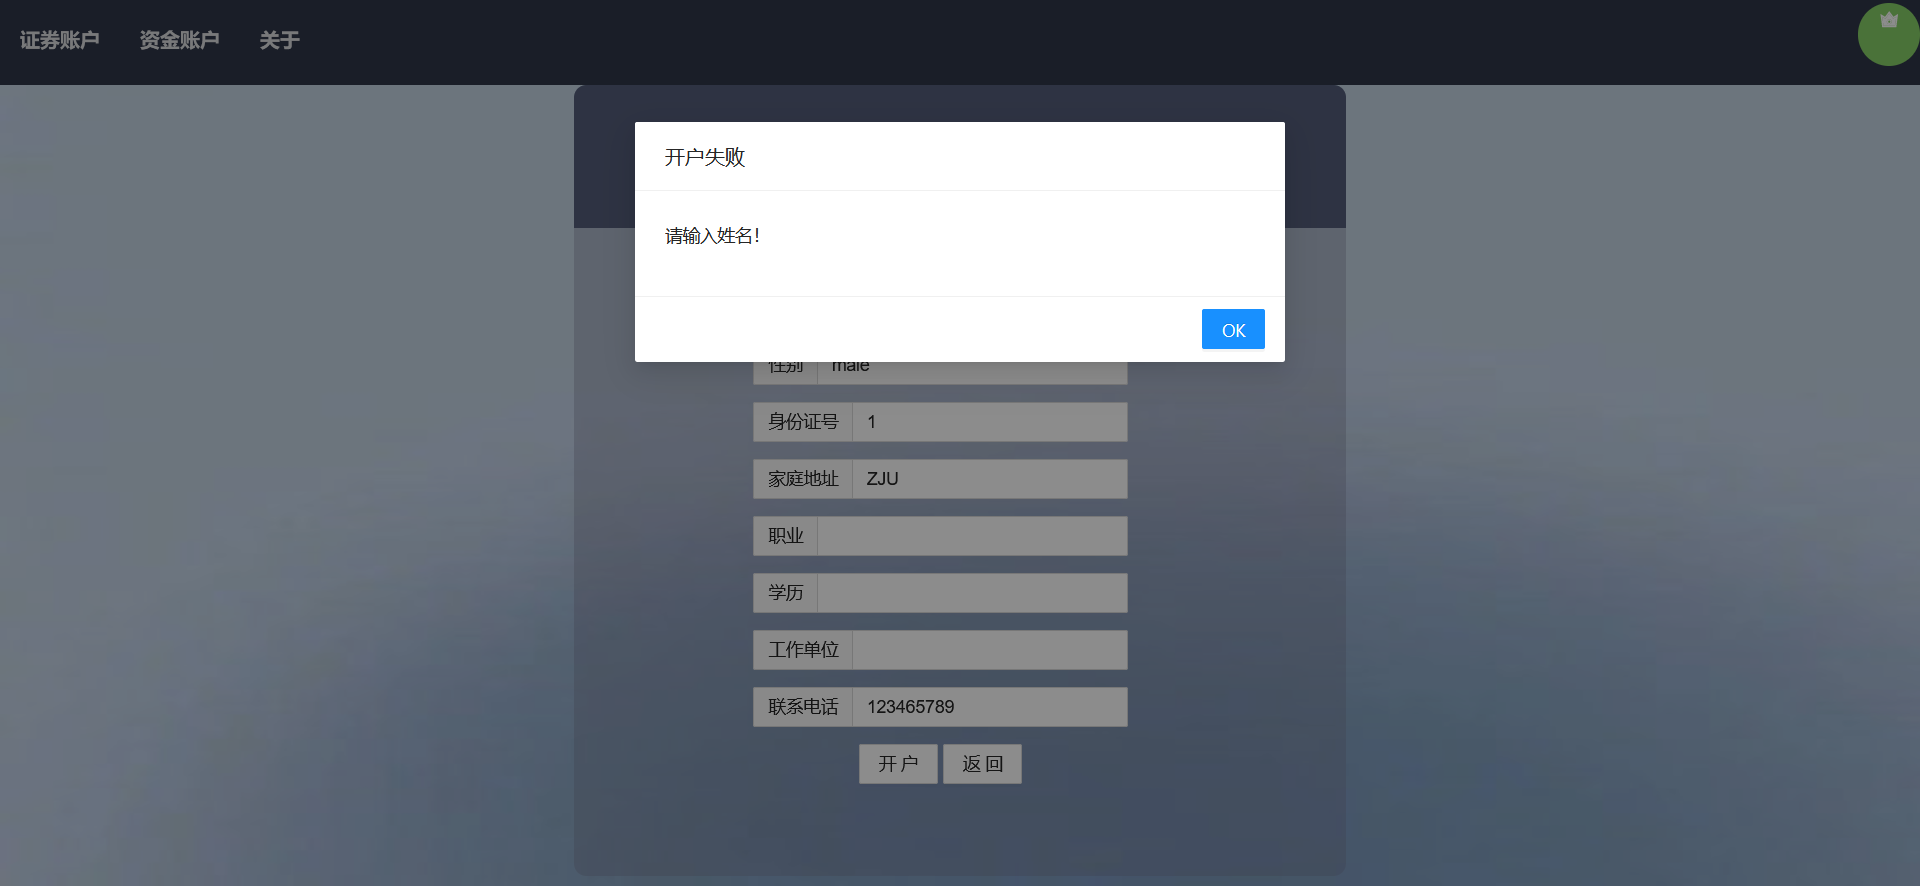 证券账户 资金账户 关于
开户失败
请输入姓名!
OK
性别 male
身份证号 1
家庭地址 ZJU
职业
学历
工作单位
联系电话 123465789
开 户 返 回